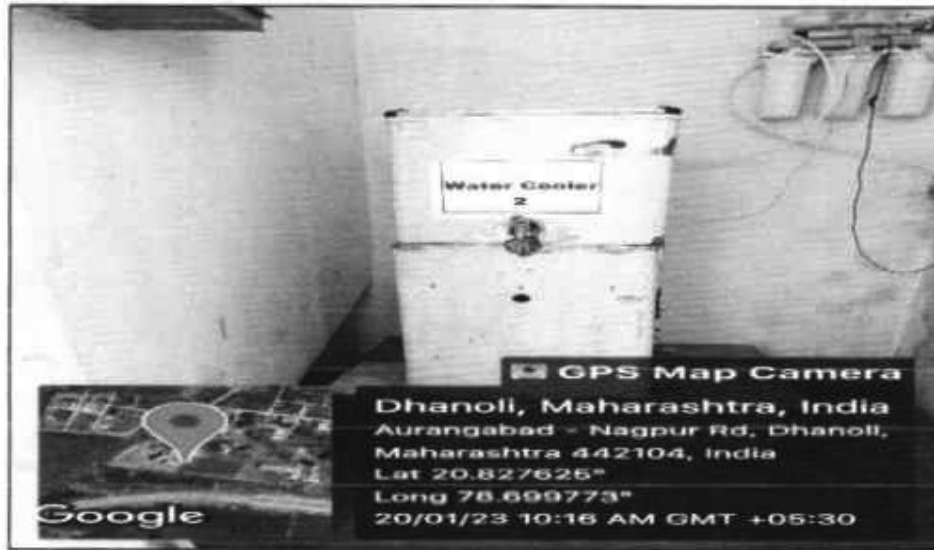 Water Cooler
2
GPS Map Camera
Dhanoli, Maharashtra, India
Aurangabad - Nagpur Rd, Dhanoli,
Maharashtra 442104, India
Lat 20.827625°
Long 78.699773°
20/01/23 10:16 AM GMT +05:30
Google